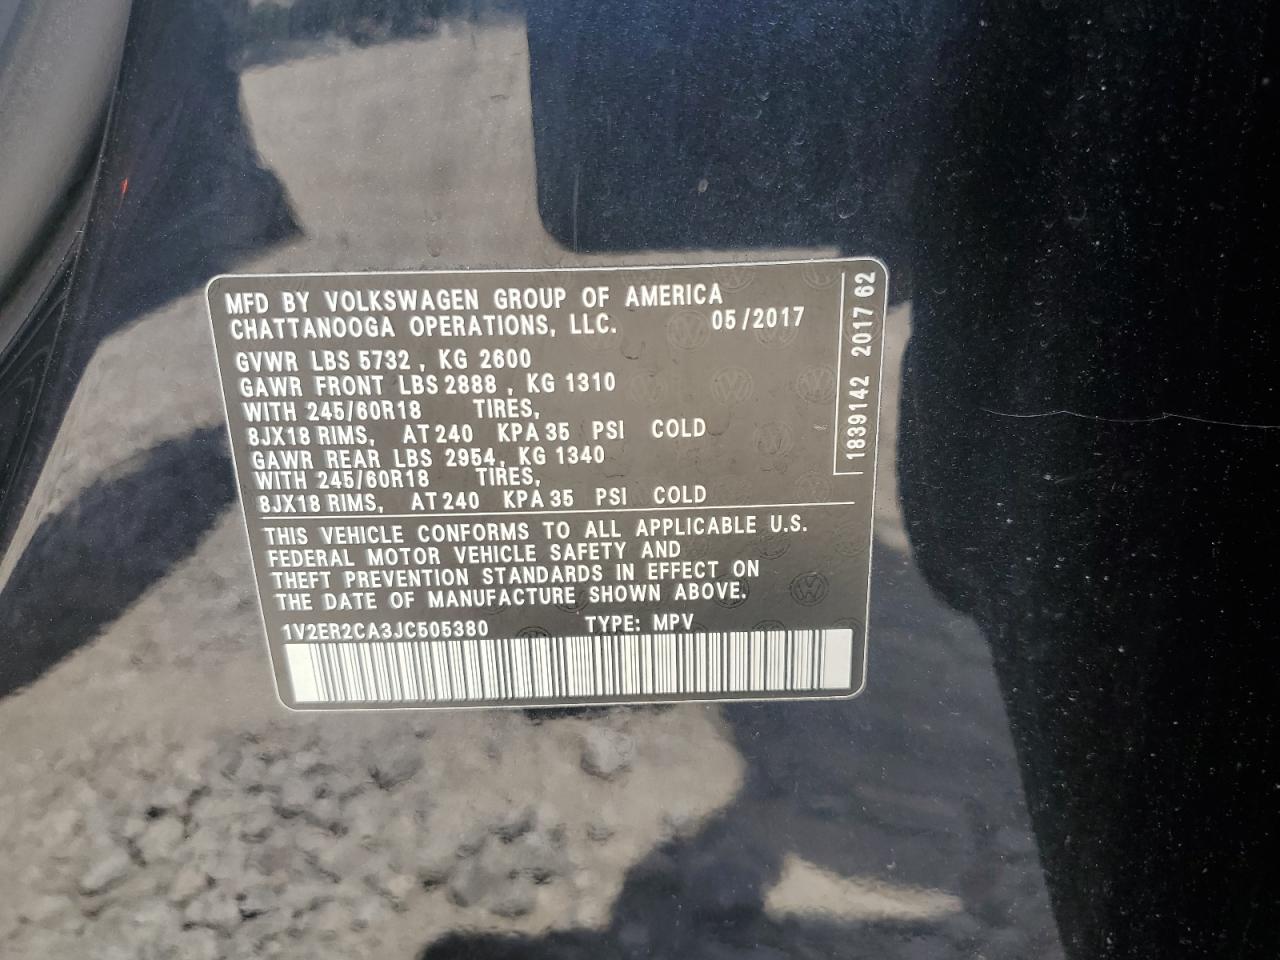 MFD BY VOLKSWAGEN GROUP OF AMERICA
CHATTANOOGA OPERATIONS, LLC. 05/2017
GVWR LBS 5732 , KG 2600
GAWR FRONT LBS 2888 , KG 1310
WITH 245/60R18 TIRES,
8JX18 RIMS, AT 240 KPA 35 PSI COLD
GAWR REAR LBS 2954, KG 1340
WITH 245/60R18 TIRES,
8JX18 RIMS, AT 240 KPA 35 PSI COLD
THIS VEHICLE CONFORMS TO ALL APPLICABLE U.S.
FEDERAL MOTOR VEHICLE SAFETY AND
THEFT PREVENTION STANDARDS IN EFFECT ON
THE DATE OF MANUFACTURE SHOWN ABOVE.
1V2ER2CA3JC505380 TYPE: MPV
1839142 2017 62